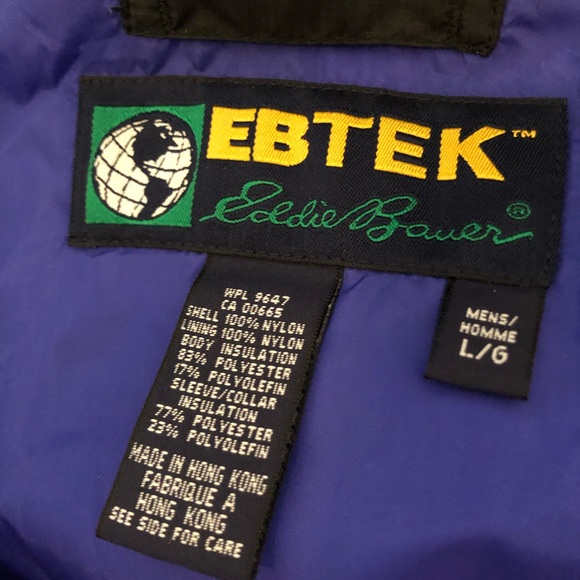 EBTEK™
Eddie Bauer®
WPL 9647
CA 00665
SHELL 100% NYLON
LINING 100% NYLON
BODY INSULATION
83% POLYESTER
17% POLYOLEFIN
SLEEVE/COLLAR
INSULATION
77% POLYESTER
23% POLYOLEFIN
MADE IN HONG KONG
FABRIQUE A
HONG KONG
SEE SIDE FOR CARE
MENS/
HOMME
L/G